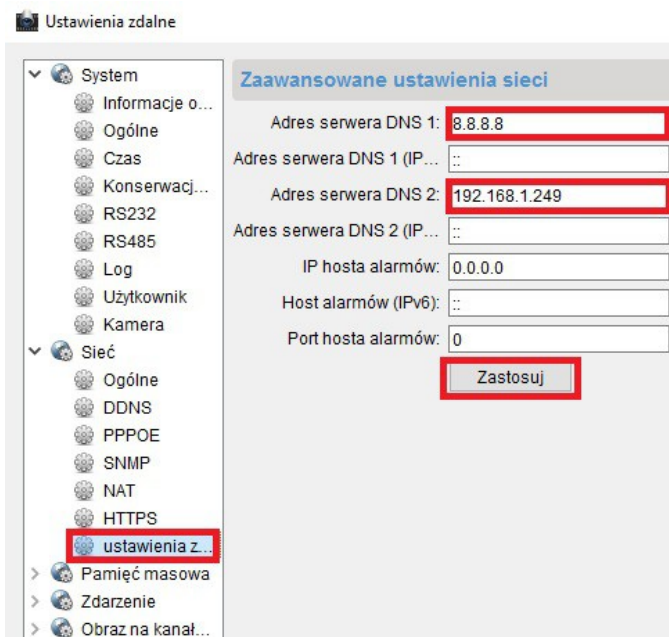 Ustawienia zdalne
System
Informacje o...
Ogólne
Czas
Konserwacj...
RS232
RS485
Log
Użytkownik
Kamera
Sieć
Ogólne
DDNS
PPPOE
SNMP
NAT
HTTPS
ustawienia z...
Pamięć masowa
Zdarzenie
Obraz na kanał...
Zaawansowane ustawienia sieci
Adres serwera DNS 1: 8.8.8.8
Adres serwera DNS 1 (IP... ::
Adres serwera DNS 2: 192.168.1.249
Adres serwera DNS 2 (IP... ::
IP hosta alarmów: 0.0.0.0
Host alarmów (IPv6): ::
Port hosta alarmów: 0
Zastosuj